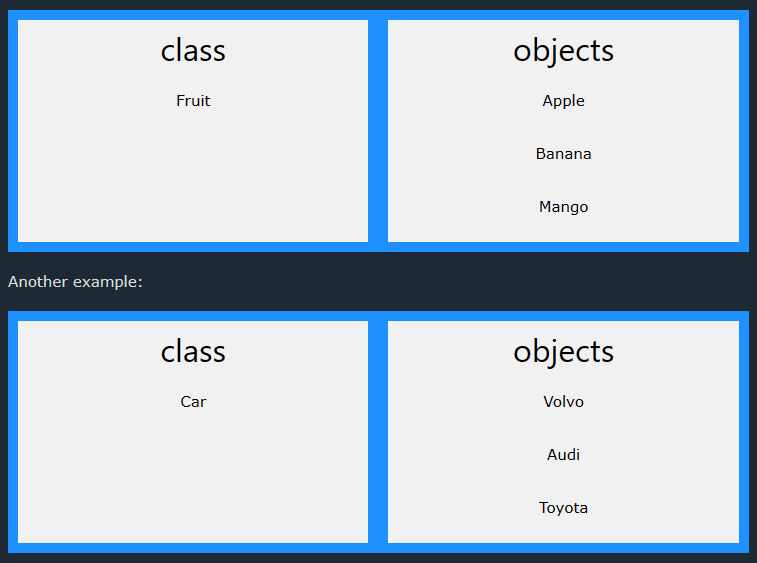 class
Fruit
objects
Apple
Banana
Mango
Another example:
class
Car
objects
Volvo
Audi
Toyota